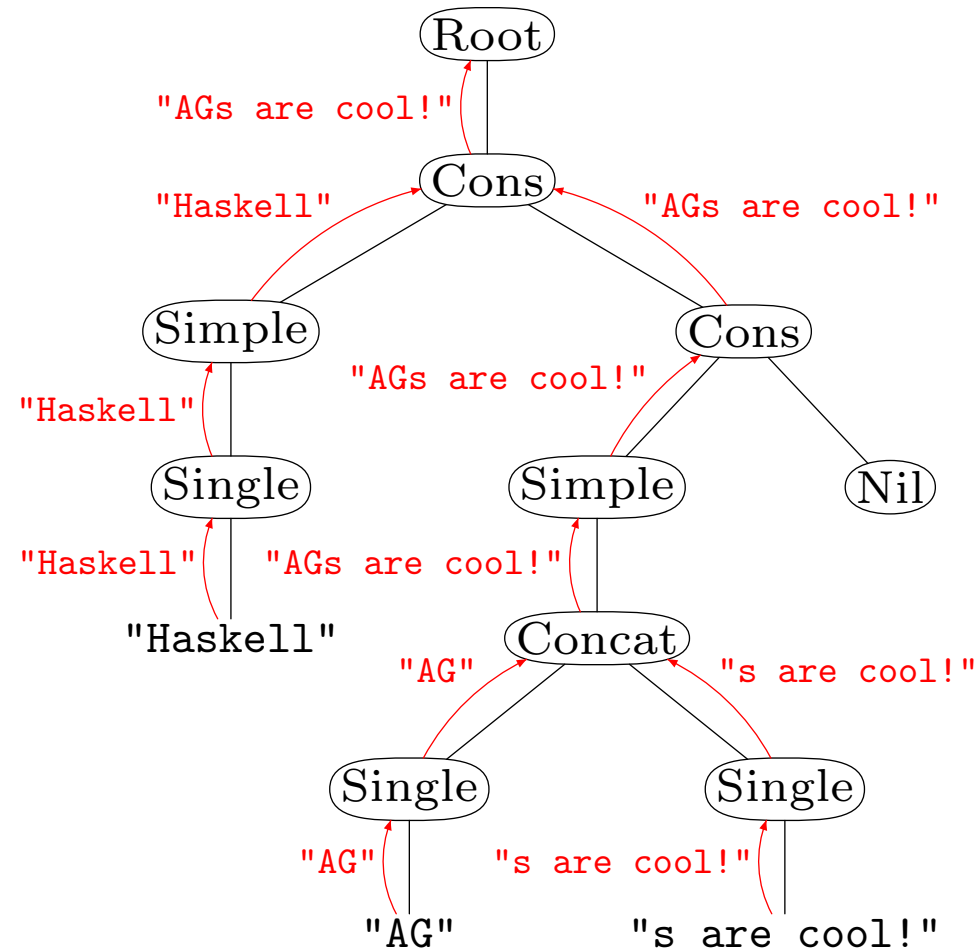 Root
"AGs are cool!"
Cons
"Haskell"
"AGs are cool!"
Simple
Cons
"AGs are cool!"
"Haskell"
Single
Simple
Nil
"Haskell"
"AGs are cool!"
"Haskell"
Concat
"AG"
"s are cool!"
Single
Single
"AG"
"s are cool!"
"AG"
"s are cool!"